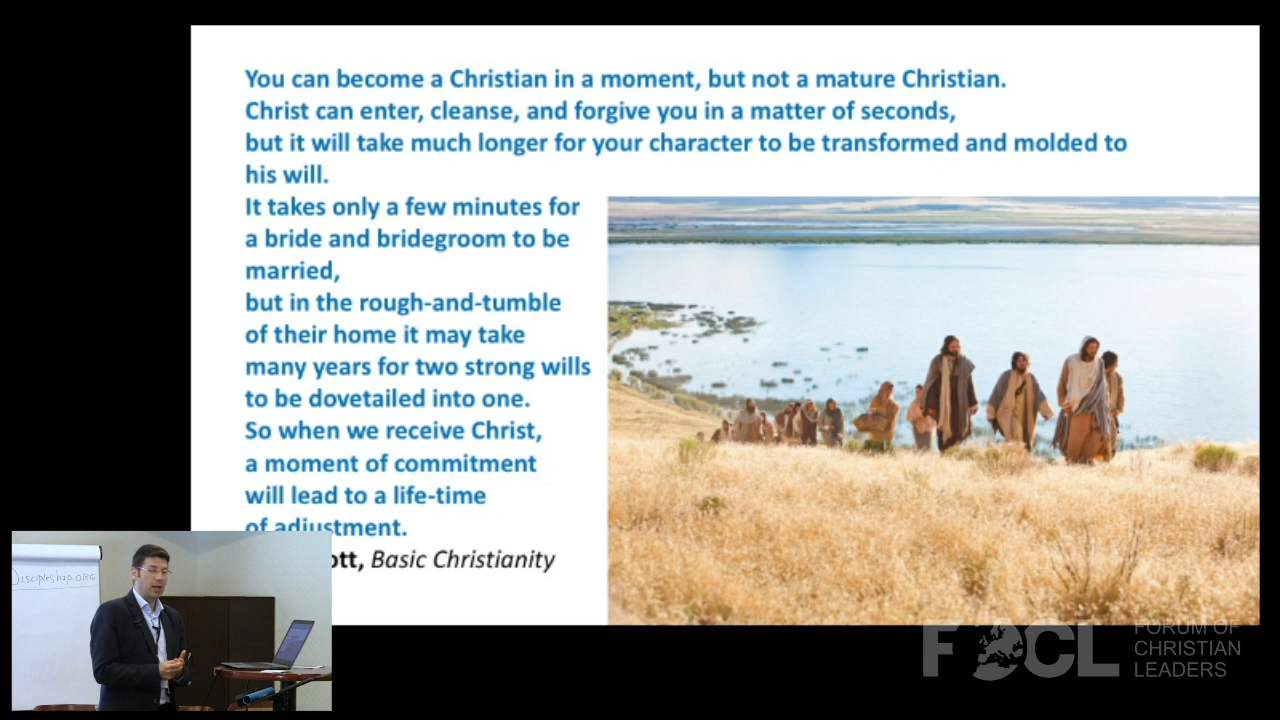 You can become a Christian in a moment, but not a mature Christian.
Christ can enter, cleanse, and forgive you in a matter of seconds,
but it will take much longer for your character to be transformed and molded to
his will.
It takes only a few minutes for
a bride and bridegroom to be
married,
but in the rough-and-tumble
of their home it may take
many years for two strong wills
to be dovetailed into one.
So when we receive Christ,
a moment of commitment
will lead to a life-time
of adjustment.
ott, Basic Christianity
Discipleship.org
FOCL
FORUM OF
CHRISTIAN
LEADERS